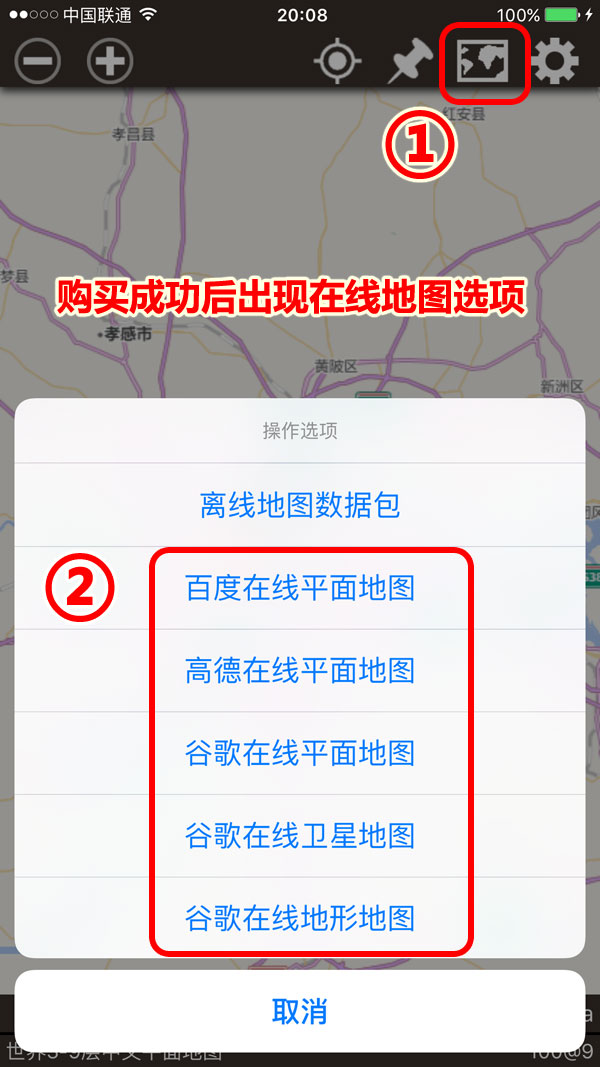 中国联通
20:08
100%
孝昌县
红安县
①
梦县
购买成功后出现在线地图选项
孝感市
黄陂区
新洲区
操作选项
离线地图数据包
②
百度在线平面地图
高德在线平面地图
谷歌在线平面地图
谷歌在线卫星地图
谷歌在线地形地图
取消
世界3-9层中文平面地图
100@9